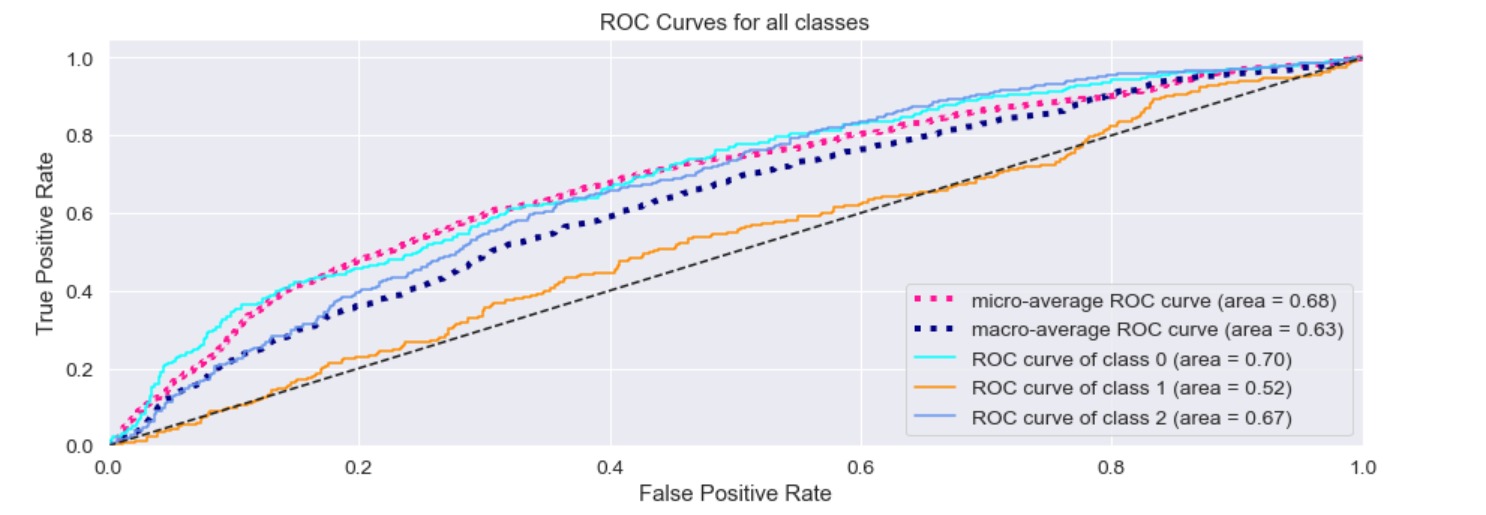 ROC Curves for all classes
True Positive Rate
1.0
0.8
0.6
0.4
0.2
0.0
micro-average ROC curve (area = 0.68)
macro-average ROC curve (area = 0.63)
ROC curve of class 0 (area = 0.70)
ROC curve of class 1 (area = 0.52)
ROC curve of class 2 (area = 0.67)
0.0 0.2 0.4 0.6 0.8 1.0
False Positive Rate